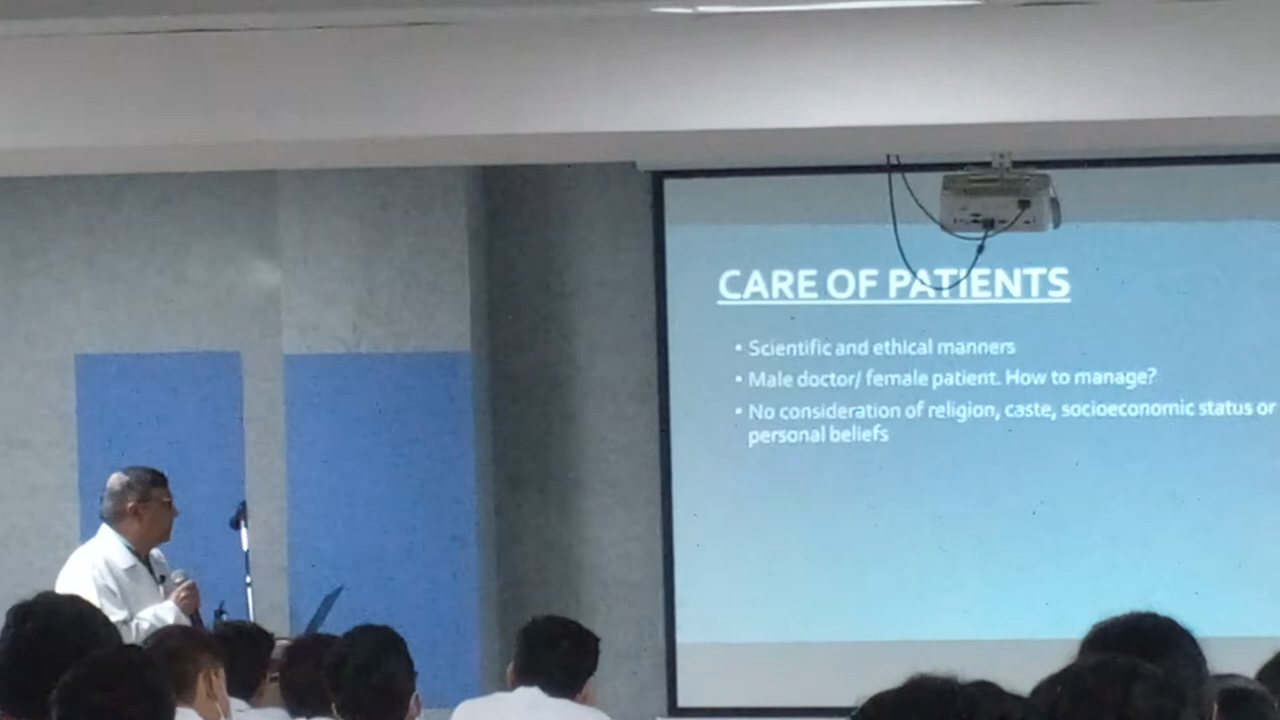 CARE OF PATIENTS
• Scientific and ethical manners
• Male doctor/ female patient. How to manage?
• No consideration of religion, caste, socioeconomic status or
personal beliefs